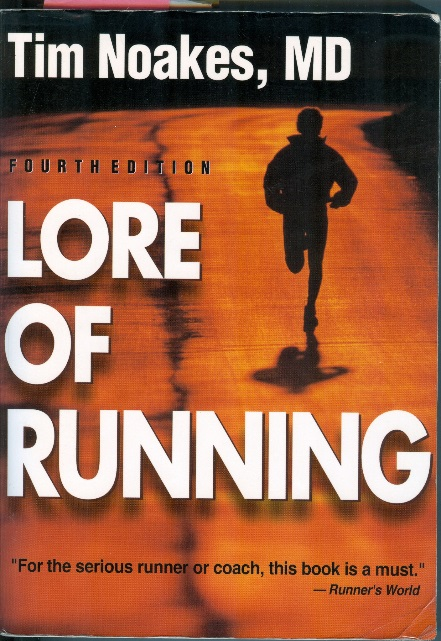 Tim Noakes, MD
FOURTH EDITION
LORE
OF
RUNNING
"For the serious runner or coach, this book is a must."
— Runner's World